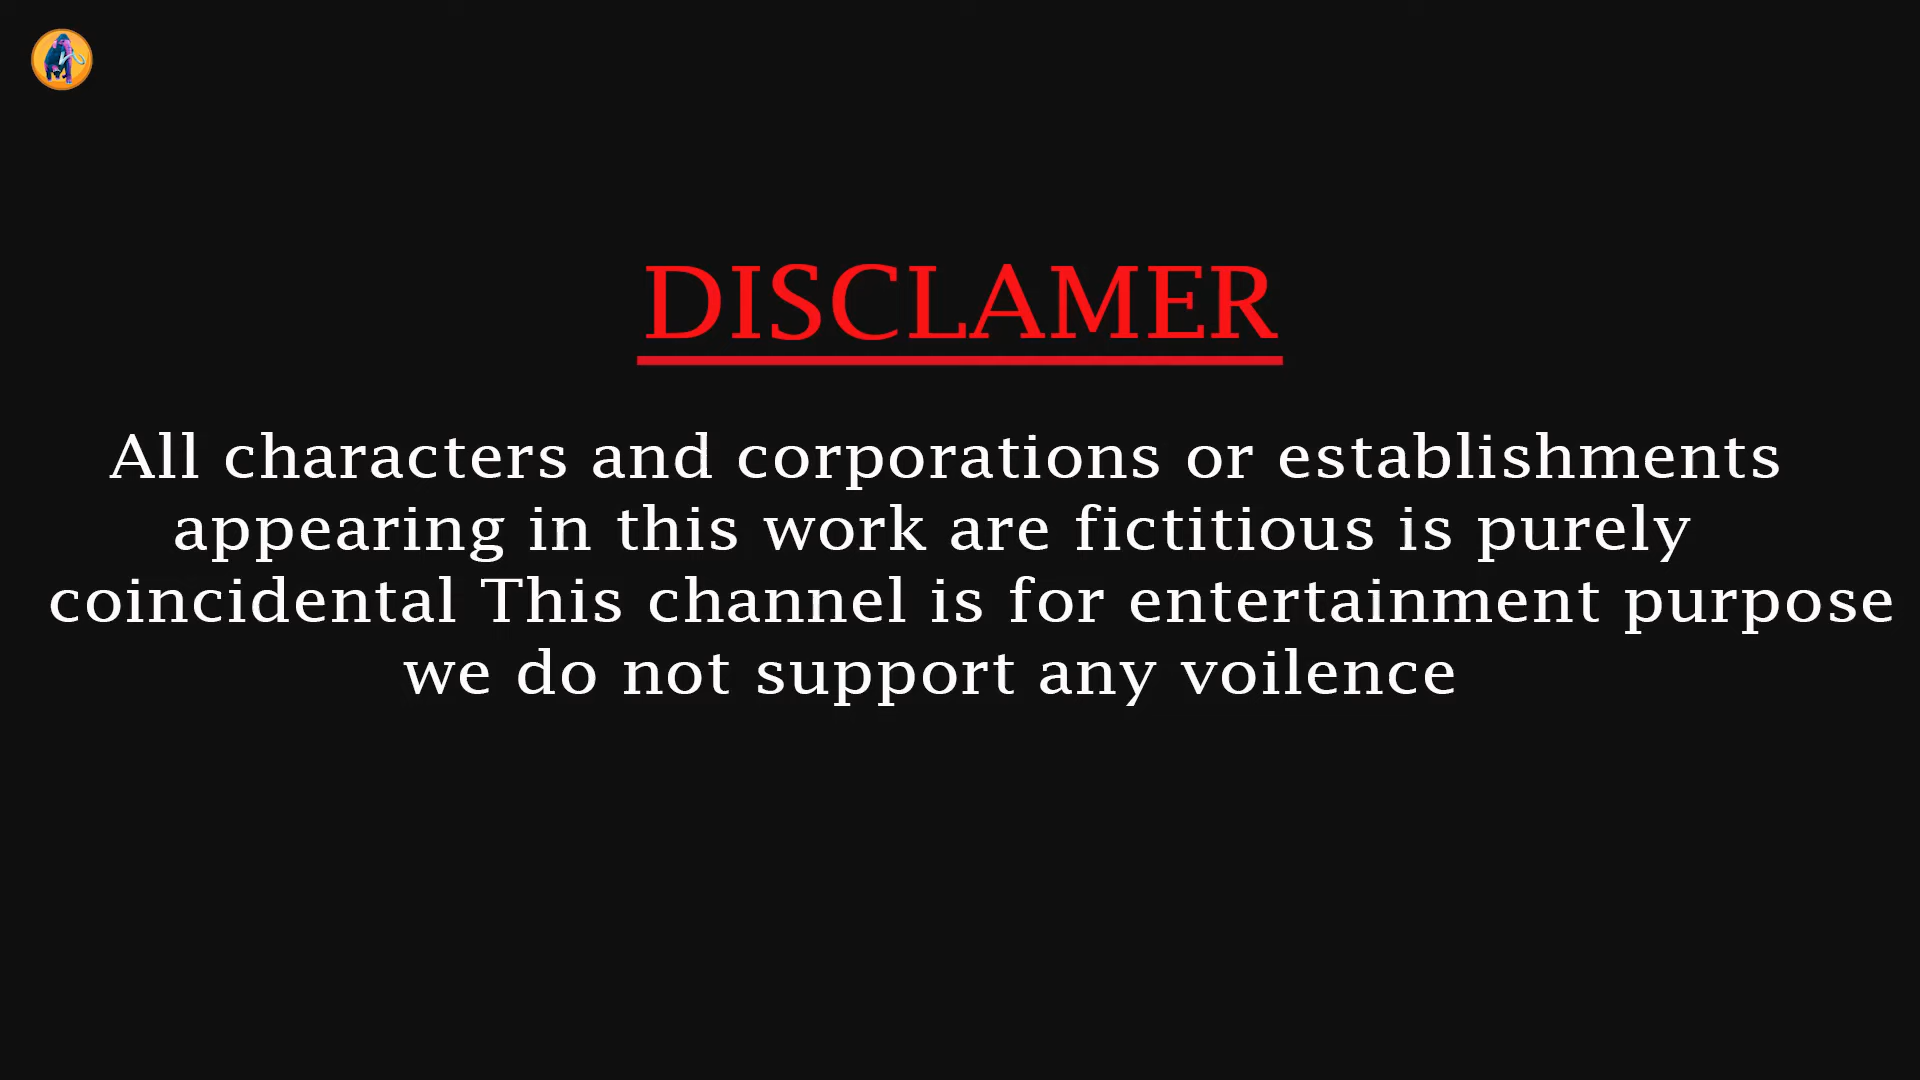 DISCLAMER
All characters and corporations or establishments
appearing in this work are fictitious is purely
coincidental This channel is for entertainment purpose
we do not support any voilence